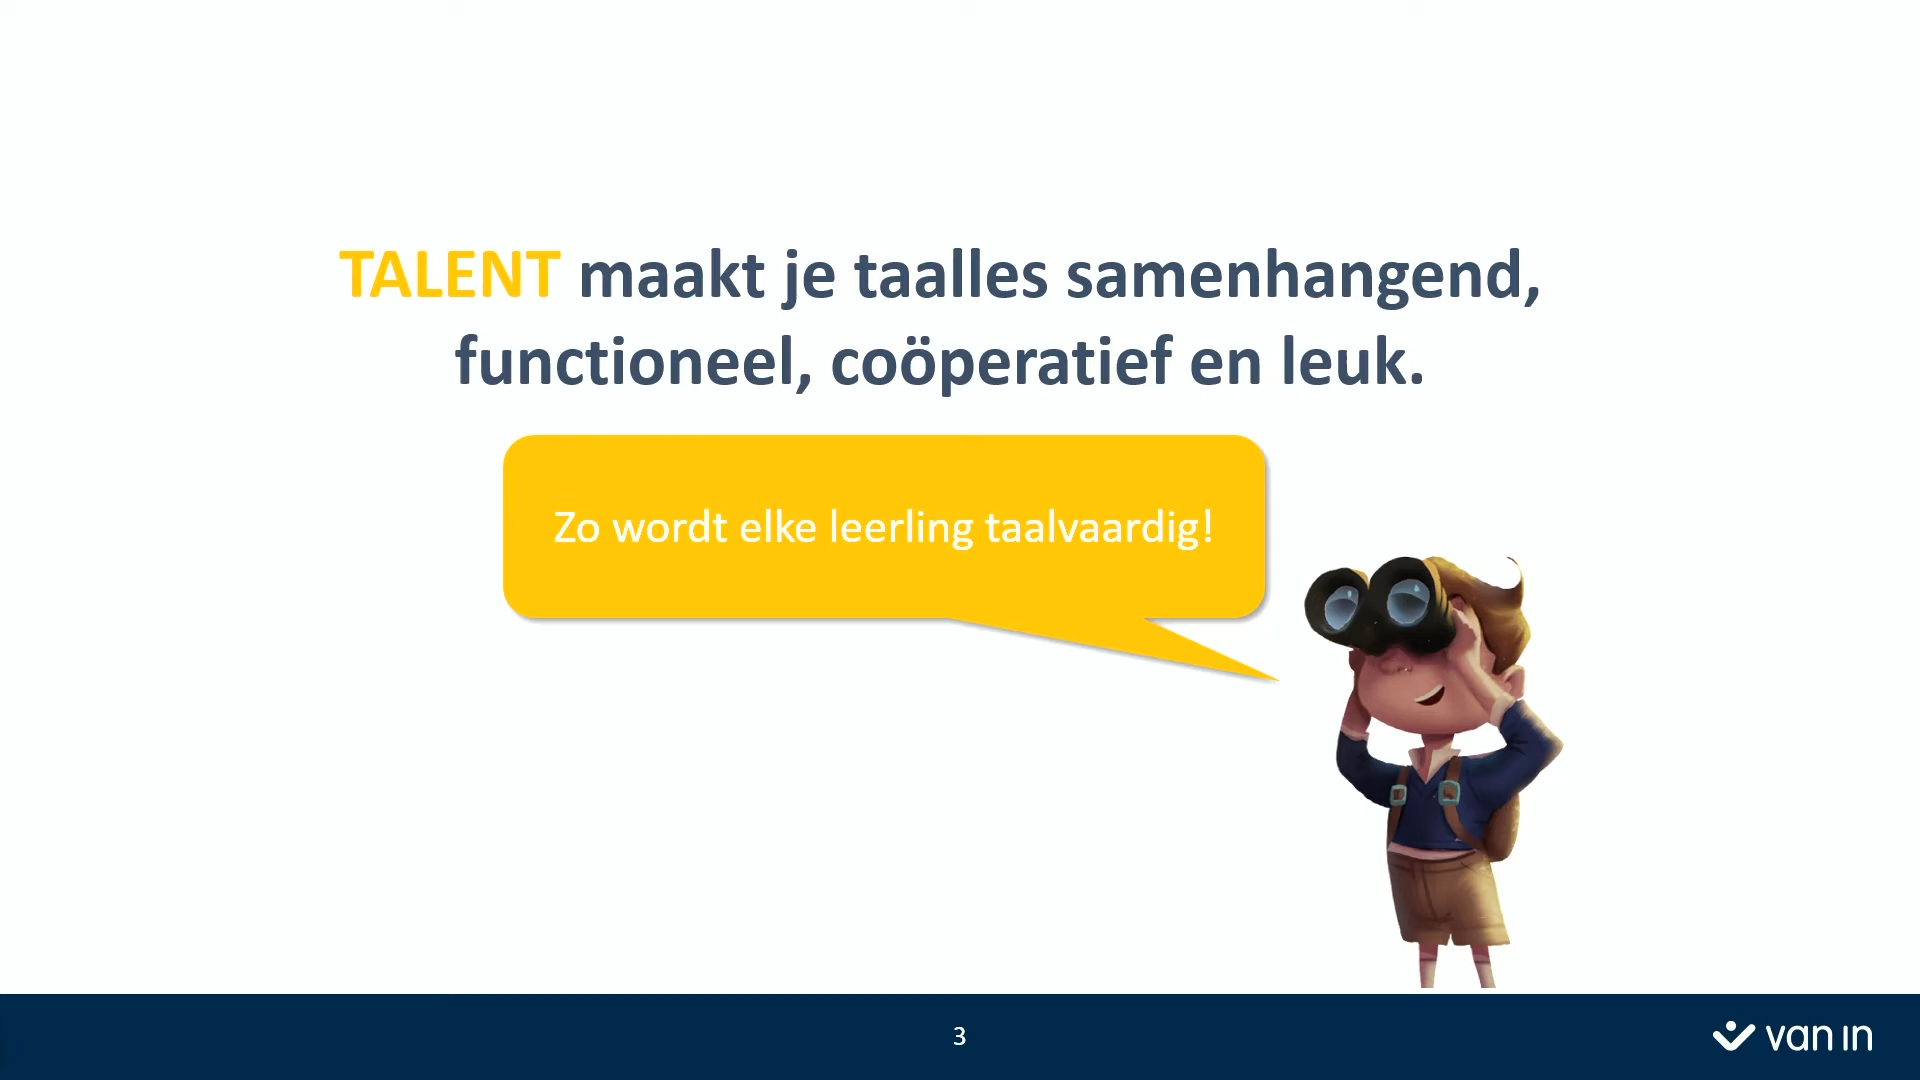 TALENT maakt je taalles samenhangend,
functioneel, coöperatief en leuk.
Zo wordt elke leerling taalvaardig!
3
van in